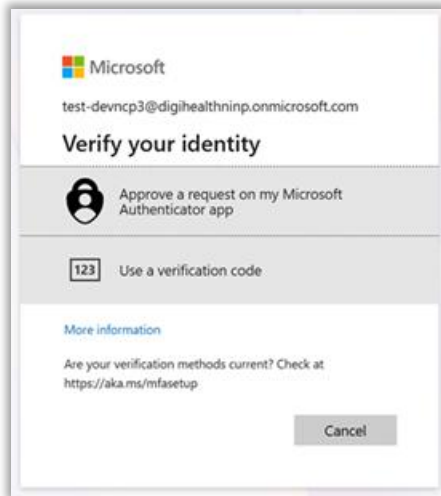 Microsoft
test-devncp3@digihealthninp.onmicrosoft.com
Verify your identity
Approve a request on my Microsoft
Authenticator app
123
Use a verification code
More information
Are your verification methods current? Check at
https://aka.ms/mfasetup
Cancel